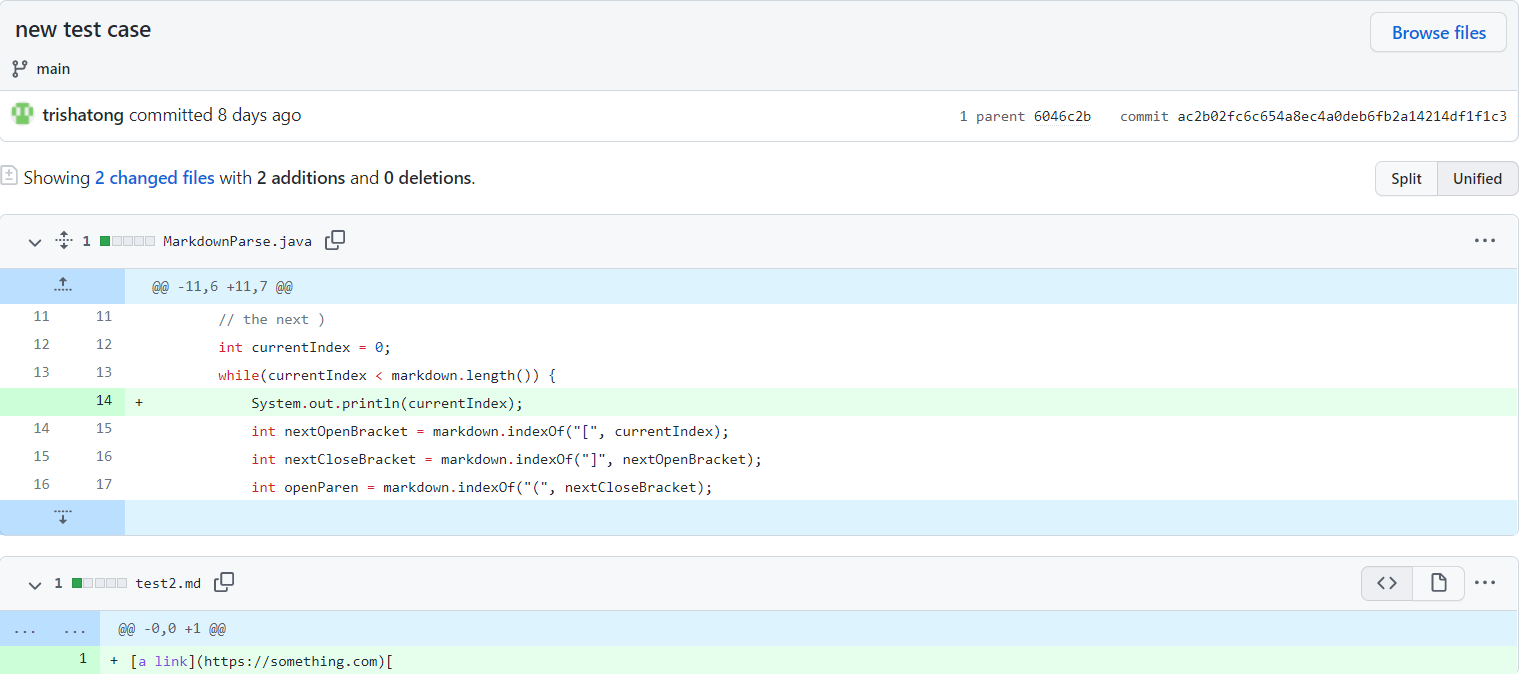 new test case
Browse files
main
trishatong committed 8 days ago
1 parent 6046c2b commit ac2b02fc6c654a8ec4a0deb6fb2a14214df1f1c3
Showing 2 changed files with 2 additions and 0 deletions.
Split Unified
1 MarkdownParse.java
@@ -11,6 +11,7 @@
11 11 // the next )
12 12 int currentIndex = 0;
13 13 while(currentIndex < markdown.length()) {
14 + System.out.println(currentIndex);
14 15 int nextOpenBracket = markdown.indexOf("[", currentIndex);
15 16 int nextCloseBracket = markdown.indexOf("]", nextOpenBracket);
16 17 int openParen = markdown.indexOf("(", nextCloseBracket);
1 test2.md
... ... @@ -0,0 +1 @@
1 + [a link](https://something.com)[